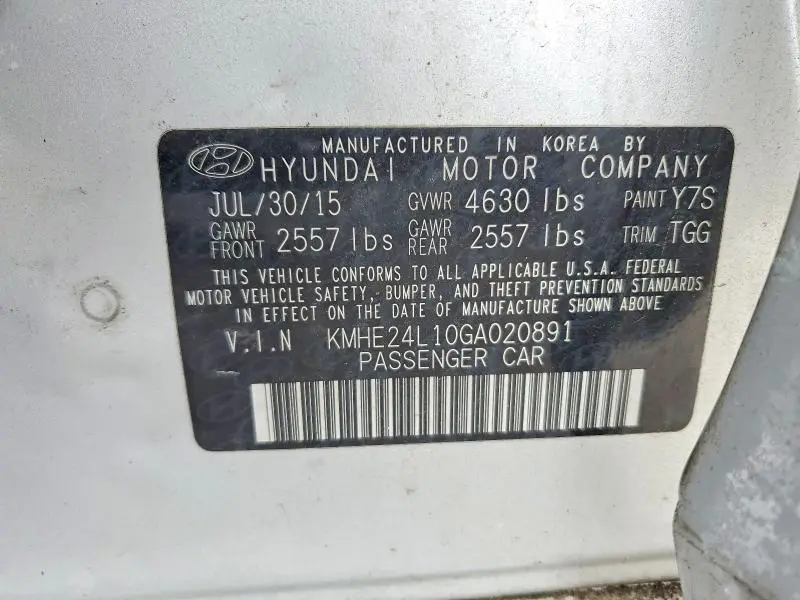 MANUFACTURED IN KOREA BY
HYUNDAI MOTOR COMPANY
JUL/30/15 GVWR 4630 lbs PAINT Y7S
GAWR FRONT 2557 lbs GAWR REAR 2557 lbs TRIM TGG
THIS VEHICLE CONFORMS TO ALL APPLICABLE U.S.A. FEDERAL
MOTOR VEHICLE SAFETY, BUMPER, AND THEFT PREVENTION STANDARDS
IN EFFECT ON THE DATE OF MANUFACTURE SHOWN ABOVE
V.I.N KMHE24L10GA020891
PASSENGER CAR